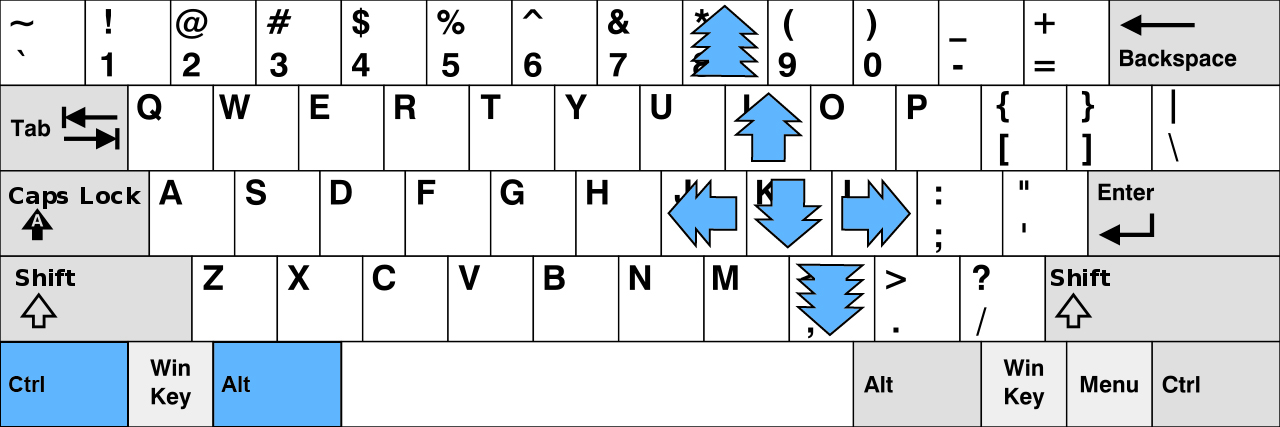 ~ ! @ # $ % ^ & * ( ) _ +
` 1 2 3 4 5 6 7 9 0 - = Backspace
Tab Q W E R T Y U I O P { } |
[ ] \
Caps Lock A S D F G H J K L : " Enter
A ; '
Shift Z X C V B N M > ? Shift
, . /
Ctrl Win Key Alt Alt Win Key Menu Ctrl